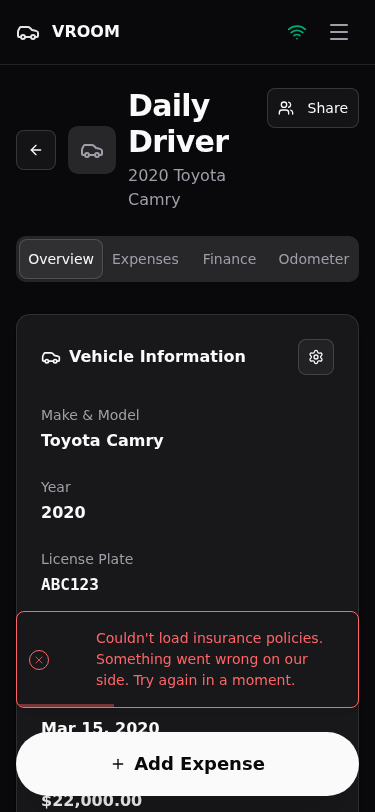 VROOM
Daily
Driver
2020 Toyota
Camry
Share
Overview Expenses Finance Odometer
Vehicle Information
Make & Model
Toyota Camry
Year
2020
License Plate
ABC123
Couldn't load insurance policies.
Something went wrong on our
side. Try again in a moment.
Mar 15, 2020
+ Add Expense
$22,000.00